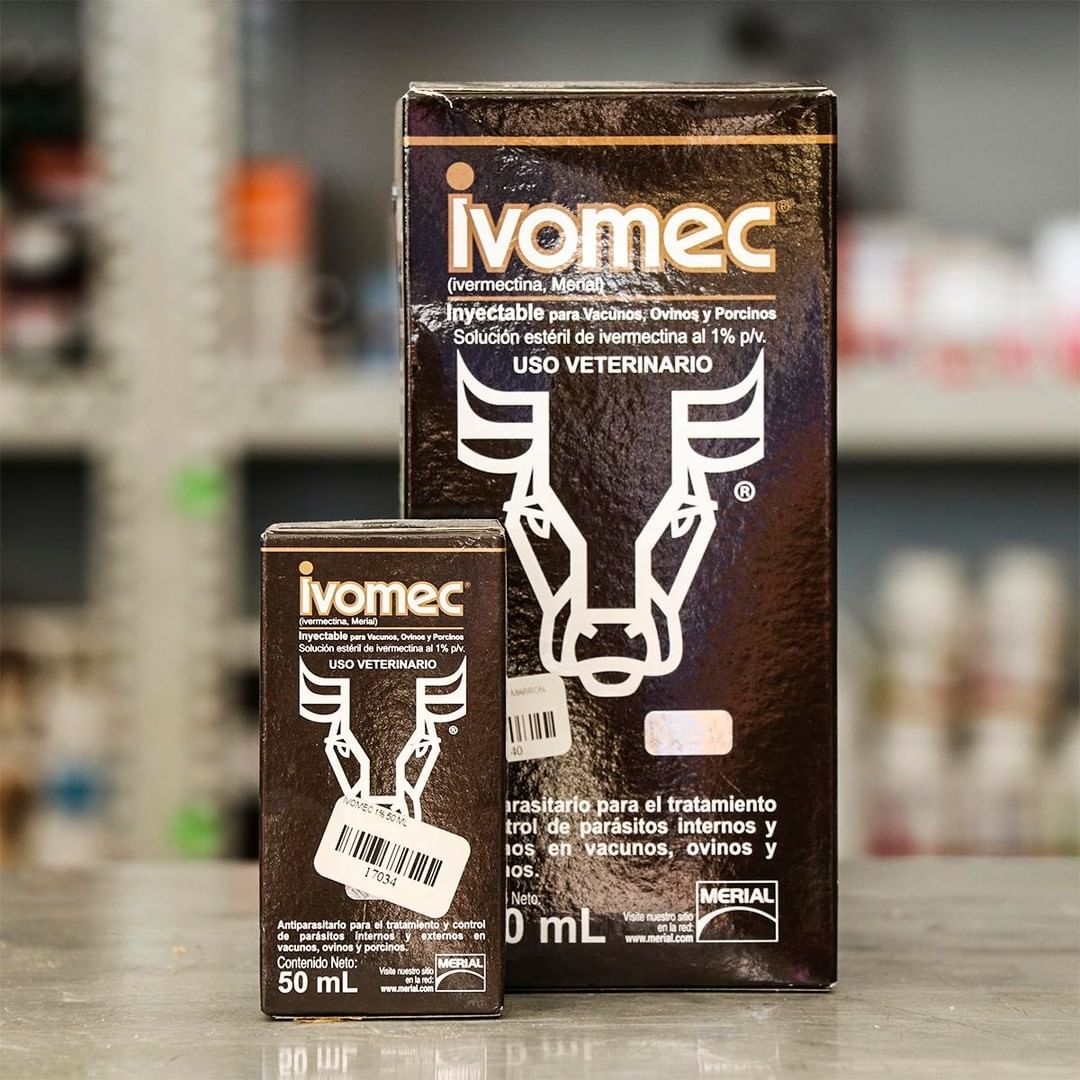 ivomec®
(ivermectina, Merial)
Inyectable para Vacunos, Ovinos y Porcinos
Solución estéril de ivermectina al 1% p/v.
USO VETERINARIO
®
MARRON
40
para el tratamiento
de parásitos internos y
en vacunos, ovinos y
Neto:
0 mL
Visite nuestro sitio
en la red:
www.merial.com
MERIAL
ivomec®
(ivermectina, Merial)
Inyectable para Vacunos, Ovinos y Porcinos
Solución estéril de ivermectina al 1% p/v.
USO VETERINARIO
®
IVOMEC 1% 50 ML
17034
Antiparasitario para el tratamiento y control
de parásitos internos y externos en
vacunos, ovinos y porcinos.
Contenido Neto:
50 mL
Visite nuestro sitio
en la red:
www.merial.com
MERIAL